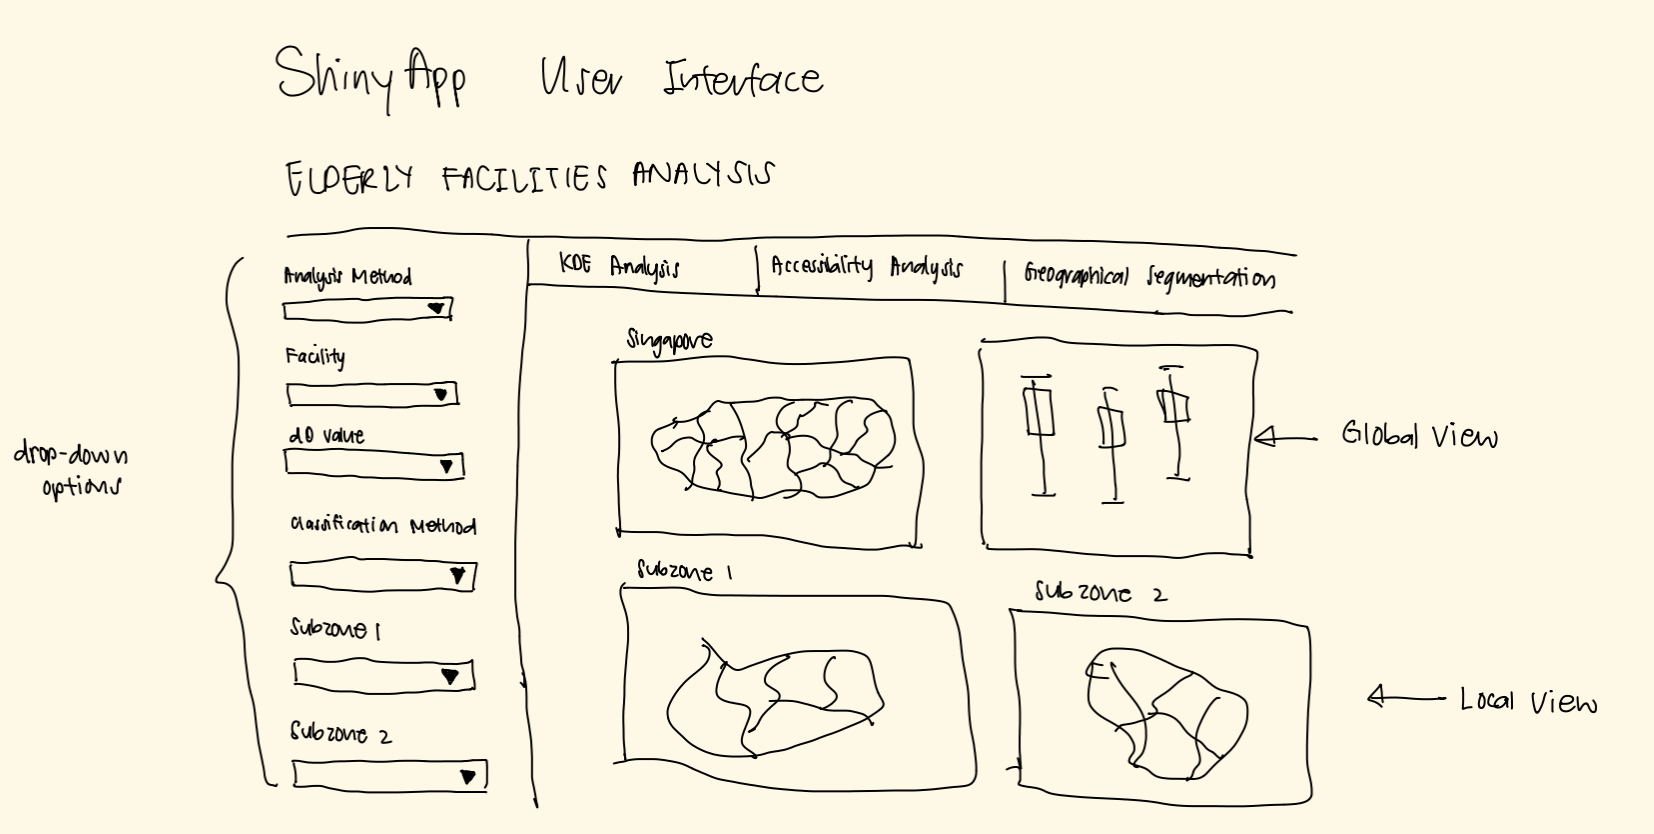 Shiny App User Interface
ELDERLY FACILITIES ANALYSIS
Analysis Method
Facility
d0 value
Classification Method
Subzone 1
Subzone 2
drop-down
options
KDE Analysis
Accessibility Analysis
Geographical Segmentation
Singapore
Global View
Subzone 1
Subzone 2
Local View